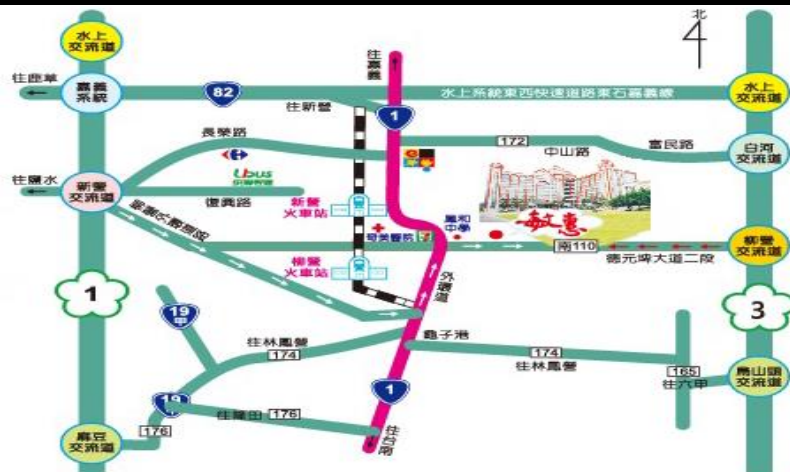 北
水上
交流道
往嘉義
往鹿草
嘉義
系統
82
水上系統東西快速道路東石嘉義線
水上
交流道
往新營
1
長榮路
172
中山路
富民路
白河
交流道
Ubus
往鹽水
新營
交流道
復興路
新營
火車站
敏惠
鳳和
中學
奇美醫院
7
南110
柳營
交流道
德元埤大道二段
柳營
火車站
外環道
1
3
19
甲
龜子港
往林鳳營
174
174
往林鳳營
165
往六甲
烏山頭
交流道
1
19
甲
往隆田
176
176
麻豆
交流道
往台南